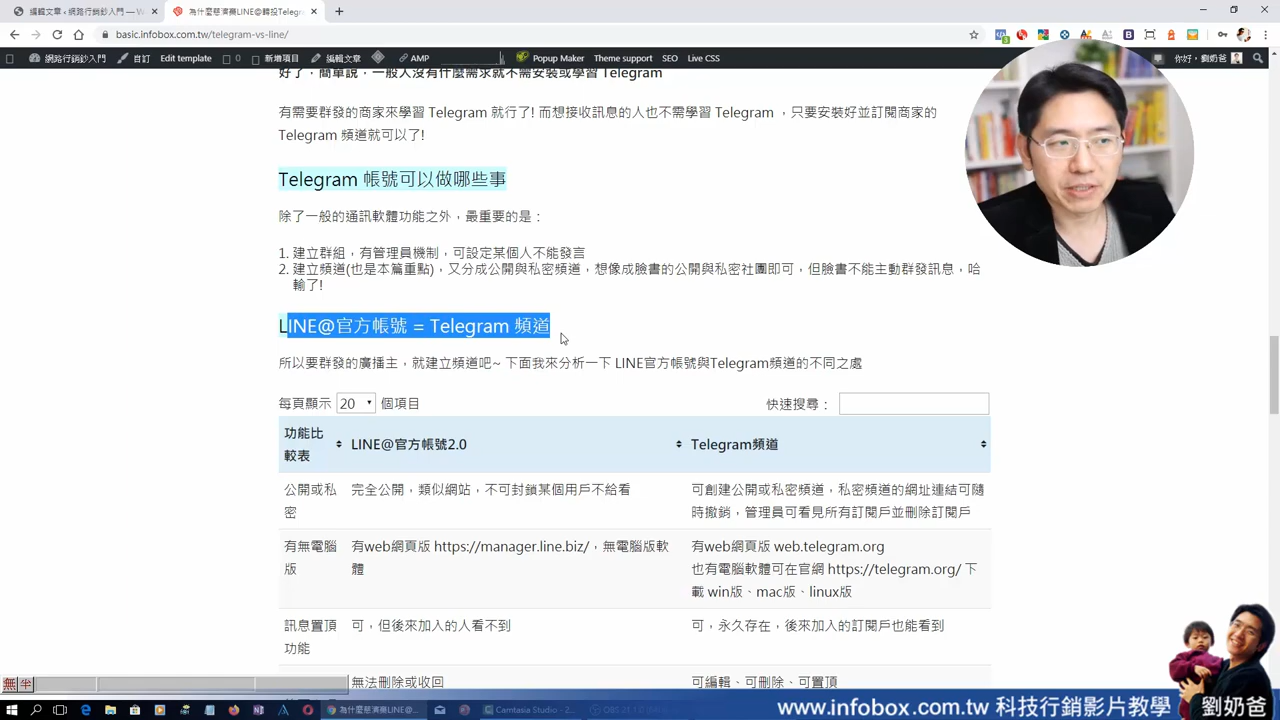 編輯文章 ‹ 網路行銷鈔入門 — W
為什麼慈濟需LINE@轉投Telegr
basic.infobox.com.tw/telegram-vs-line/
網路行銷鈔入門
自訂
Edit template
0
新增項目
編輯文章
AMP
Popup Maker
Theme support
SEO
Live CSS
你好，劉奶爸
好了，簡單說，一般人沒有什麼需求就不需安裝或學習 Telegram
有需要群發的商家來學習 Telegram 就行了! 而想接收訊息的人也不需學習 Telegram ，只要安裝好並訂閱商家的
Telegram 頻道就可以了!
Telegram 帳號可以做哪些事
除了一般的通訊軟體功能之外，最重要的是：
1. 建立群組，有管理員機制，可設定某個人不能發言
2. 建立頻道(也是本篇重點)，又分成公開與私密頻道，想像成臉書的公開與私密社團即可，但臉書不能主動群發訊息，哈
輸了!
LINE@官方帳號 = Telegram 頻道
所以要群發的廣播主，就建立頻道吧~ 下面我來分析一下 LINE官方帳號與Telegram頻道的不同之處
每頁顯示 20 個項目
快速搜尋：
功能比
較表
LINE@官方帳號2.0
Telegram頻道
公開或私
密
完全公開，類似網站，不可封鎖某個用戶不給看
可創建公開或私密頻道，私密頻道的網址連結可隨
時撤銷，管理員可看見所有訂閱戶並刪除訂閱戶
有無電腦
版
有web網頁版 https://manager.line.biz/，無電腦版軟
體
有web網頁版 web.telegram.org
也有電腦軟體可在官網 https://telegram.org/ 下
載 win版、mac版、linux版
訊息置頂
功能
可，但後來加入的人看不到
可，永久存在，後來加入的訂閱戶也能看到
無法刪除或收回
可編輯、可刪除、可置頂
無 半
為什麼慈濟需LINE@...
Camtasia Studio - 2...
www.infobox.com.tw 科技行銷影片教學
劉奶爸